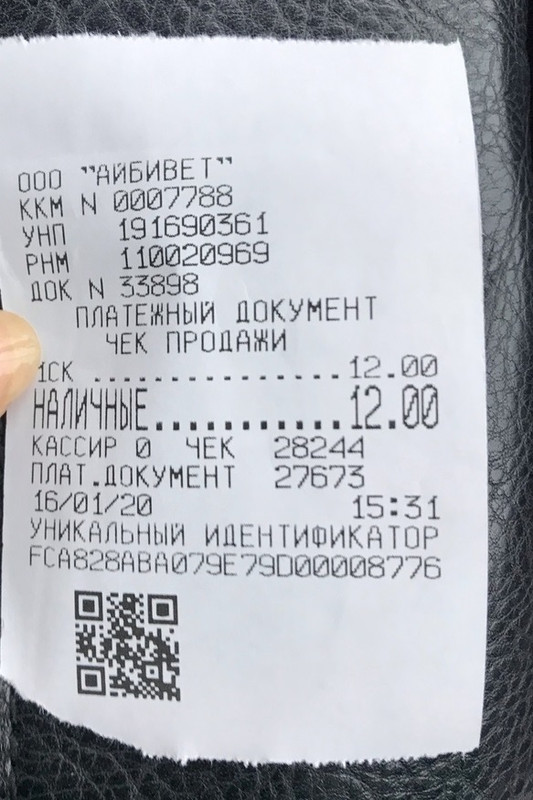 ООО "АЙБИВЕТ"
ККМ N 0007788
УНП 191690361
РНМ 110020969
ДОК N 33898
ПЛАТЕЖНЫЙ ДОКУМЕНТ
ЧЕК ПРОДАЖИ
1СК .................12.00
НАЛИЧНЫЕ...........12.00
КАССИР 0 ЧЕК 28244
ПЛАТ.ДОКУМЕНТ 27673
16/01/20 15:31
УНИКАЛЬНЫЙ ИДЕНТИФИКАТОР
FCA828ABA079E79D00008776